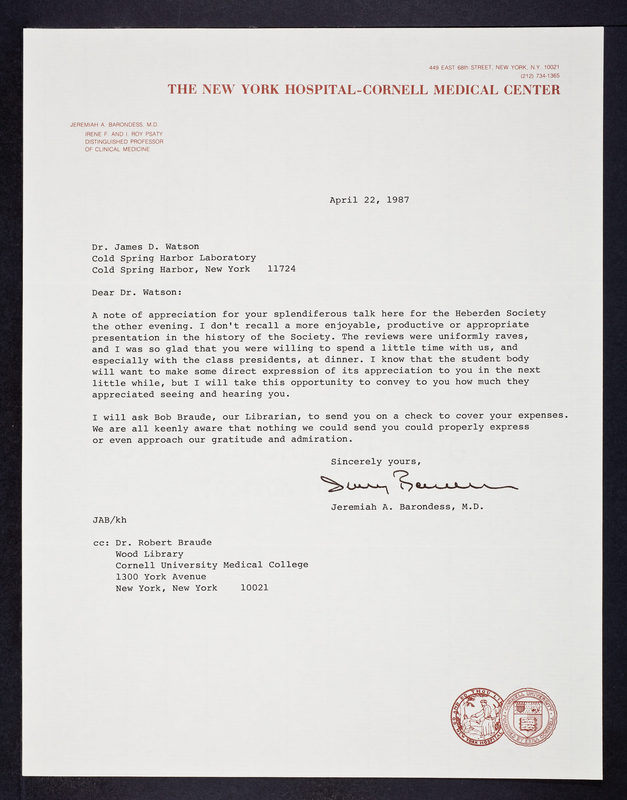 449 EAST 68th STREET, NEW YORK, N.Y. 10021
(212) 734-1365
THE NEW YORK HOSPITAL-CORNELL MEDICAL CENTER
JEREMIAH A. BARONDESS, M.D.
IRENE F. AND I. ROY PSATY
DISTINGUISHED PROFESSOR
OF CLINICAL MEDICINE
April 22, 1987
Dr. James D. Watson
Cold Spring Harbor Laboratory
Cold Spring Harbor, New York 11724
Dear Dr. Watson:
A note of appreciation for your splendiferous talk here for the Heberden Society
the other evening. I don't recall a more enjoyable, productive or appropriate
presentation in the history of the Society. The reviews were uniformly raves,
and I was so glad that you were willing to spend a little time with us, and
especially with the class presidents, at dinner. I know that the student body
will want to make some direct expression of its appreciation to you in the next
little while, but I will take this opportunity to convey to you how much they
appreciated seeing and hearing you.
I will ask Bob Braude, our Librarian, to send you on a check to cover your expenses.
We are all keenly aware that nothing we could send you could properly express
or even approach our gratitude and admiration.
Sincerely yours,
Jeremiah A. Barondess, M.D.
JAB/kh
cc: Dr. Robert Braude
Wood Library
Cornell University Medical College
1300 York Avenue
New York, New York 10021